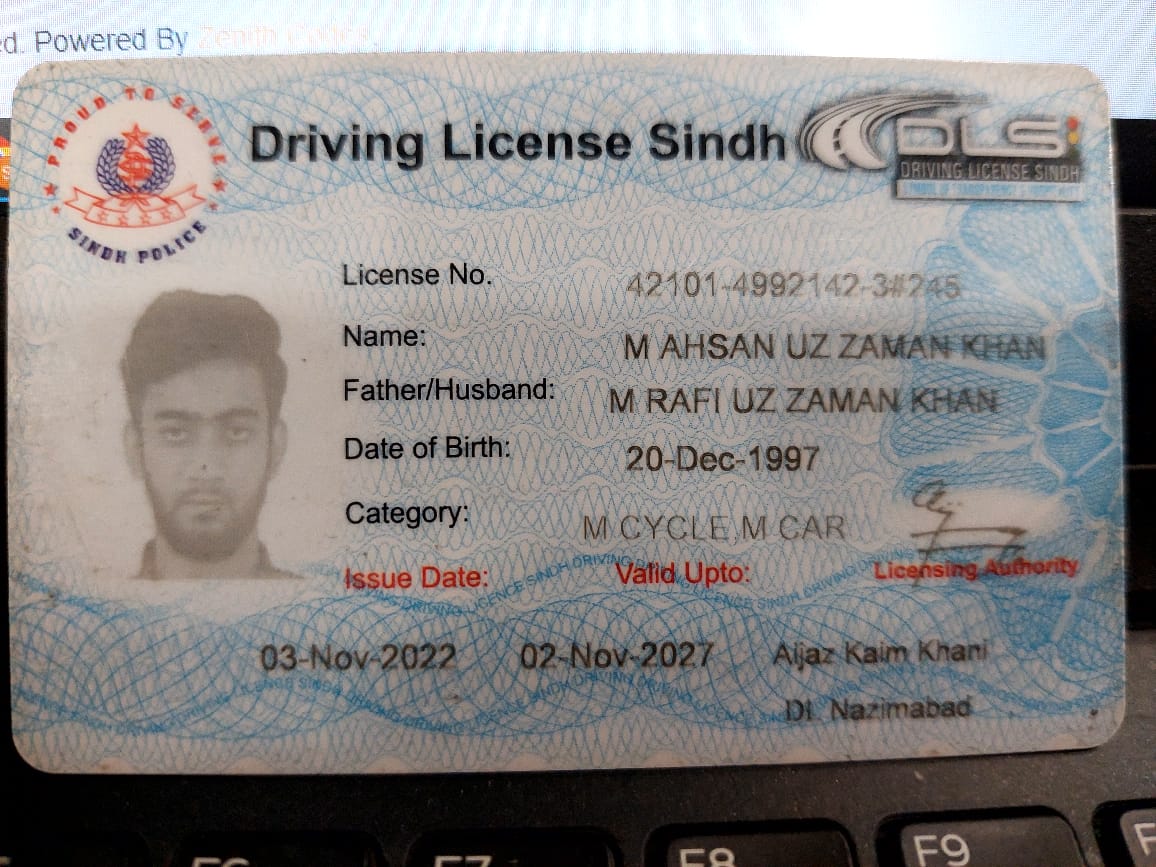 ed. Powered By Zenith Codes.
PROUD TO SERVE
SINDH POLICE
Driving License Sindh
DLS
DRIVING LICENSE SINDH
License No. 42101-4992142-3#245
Name: M AHSAN UZ ZAMAN KHAN
Father/Husband: M RAFI UZ ZAMAN KHAN
Date of Birth: 20-Dec-1997
Category: M CYCLE,M CAR
Issue Date: Valid Upto: Licensing Authority
03-Nov-2022 02-Nov-2027 Aijaz Kaim Khani
DL Nazimabad
F6 F7 F8 F9